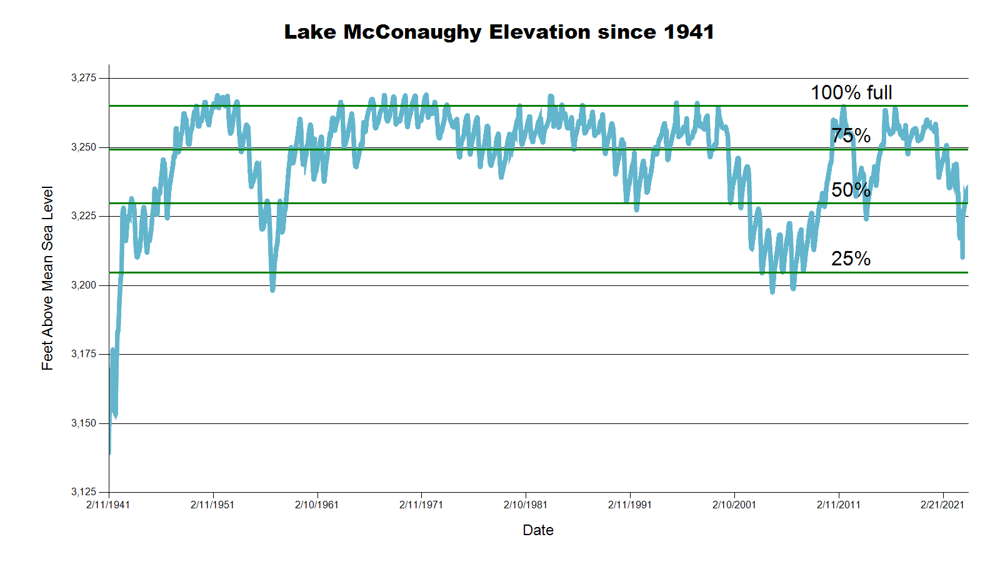 Lake McConaughy Elevation since 1941
3,275
100% full
75%
3,250
50%
3,225
25%
3,200
3,175
3,150
3,125
Feet Above Mean Sea Level
2/11/1941 2/11/1951 2/10/1961 2/11/1971 2/10/1981 2/11/1991 2/10/2001 2/11/2011 2/21/2021
Date